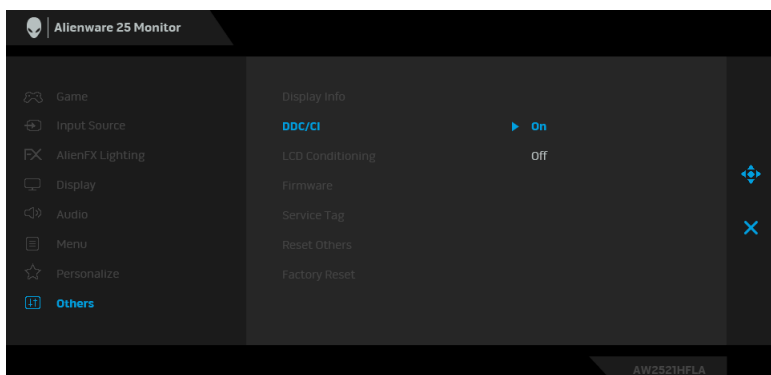 Alienware 25 Monitor
Game
Display Info
Input Source
DDC/CI
On
AlienFX Lighting
LCD Conditioning
Off
Display
Firmware
Audio
Service Tag
Menu
Reset Others
Personalize
Factory Reset
Others
AW2521HFLA